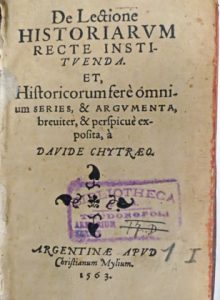 De Lectione
HISTORIARVM
RECTE INSTI-
TVENDA.
ET,
Historicorum ferè omni-
um SERIES, & ARGVMENTA,
breuiter, & perspicuè ex-
posita, à
DAVIDE CHYTRÆO.
BIBLIOTHECA
ARGENTINÆ APVD
Christianum Mylium.
1563.